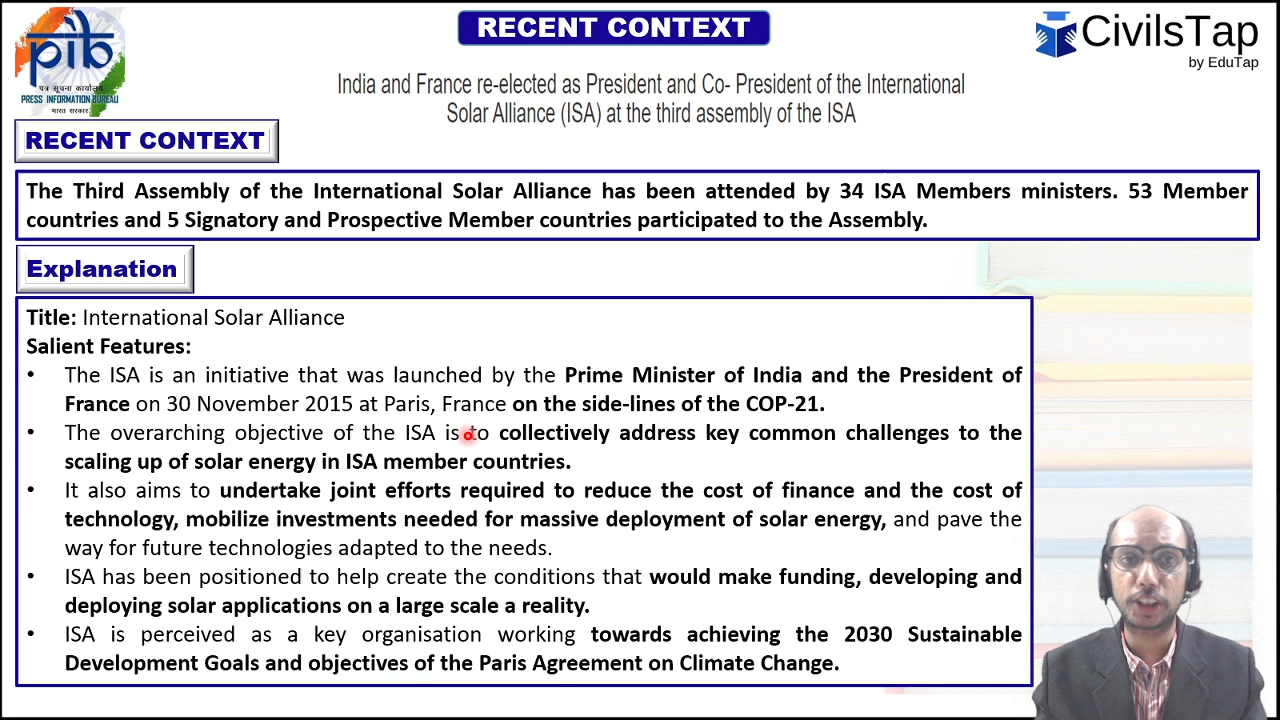 RECENT CONTEXT
pib
पत्र सूचना कार्यालय
PRESS INFORMATION BUREAU
भारत सरकार
CivilsTap
by EduTap
India and France re-elected as President and Co- President of the International
Solar Alliance (ISA) at the third assembly of the ISA
RECENT CONTEXT
The Third Assembly of the International Solar Alliance has been attended by 34 ISA Members ministers. 53 Member
countries and 5 Signatory and Prospective Member countries participated to the Assembly.
Explanation
Title: International Solar Alliance
Salient Features:
• The ISA is an initiative that was launched by the Prime Minister of India and the President of
France on 30 November 2015 at Paris, France on the side-lines of the COP-21.
• The overarching objective of the ISA is to collectively address key common challenges to the
scaling up of solar energy in ISA member countries.
• It also aims to undertake joint efforts required to reduce the cost of finance and the cost of
technology, mobilize investments needed for massive deployment of solar energy, and pave the
way for future technologies adapted to the needs.
• ISA has been positioned to help create the conditions that would make funding, developing and
deploying solar applications on a large scale a reality.
• ISA is perceived as a key organisation working towards achieving the 2030 Sustainable
Development Goals and objectives of the Paris Agreement on Climate Change.